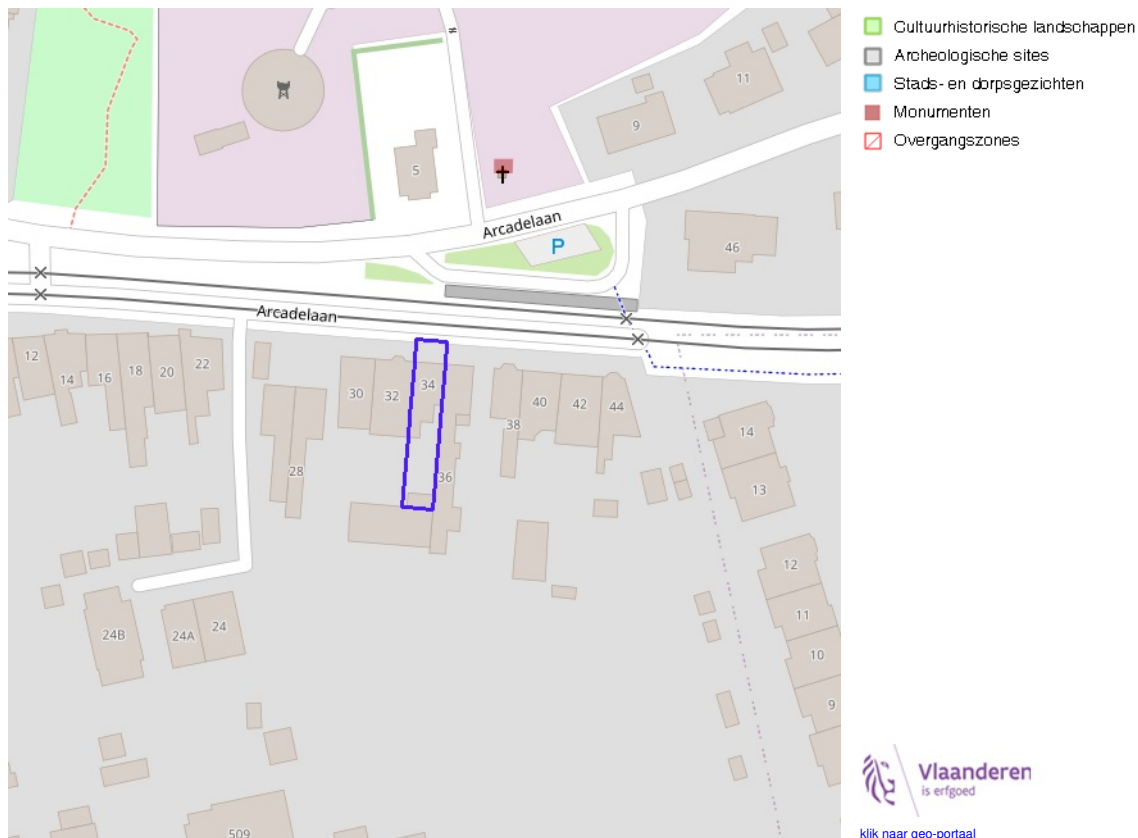 11
9
5
Arcadelaan
P
46
Arcadelaan
12
14
16
18
20
22
30
32
34
40
42
44
38
36
28
14
13
12
11
10
9
24B
24A
24
509
Cultuurhistorische landschappen
Archeologische sites
Stads- en dorpsgezichten
Monumenten
Overgangszones
Vlaanderen
is erfgoed
klik naar geo-portaal